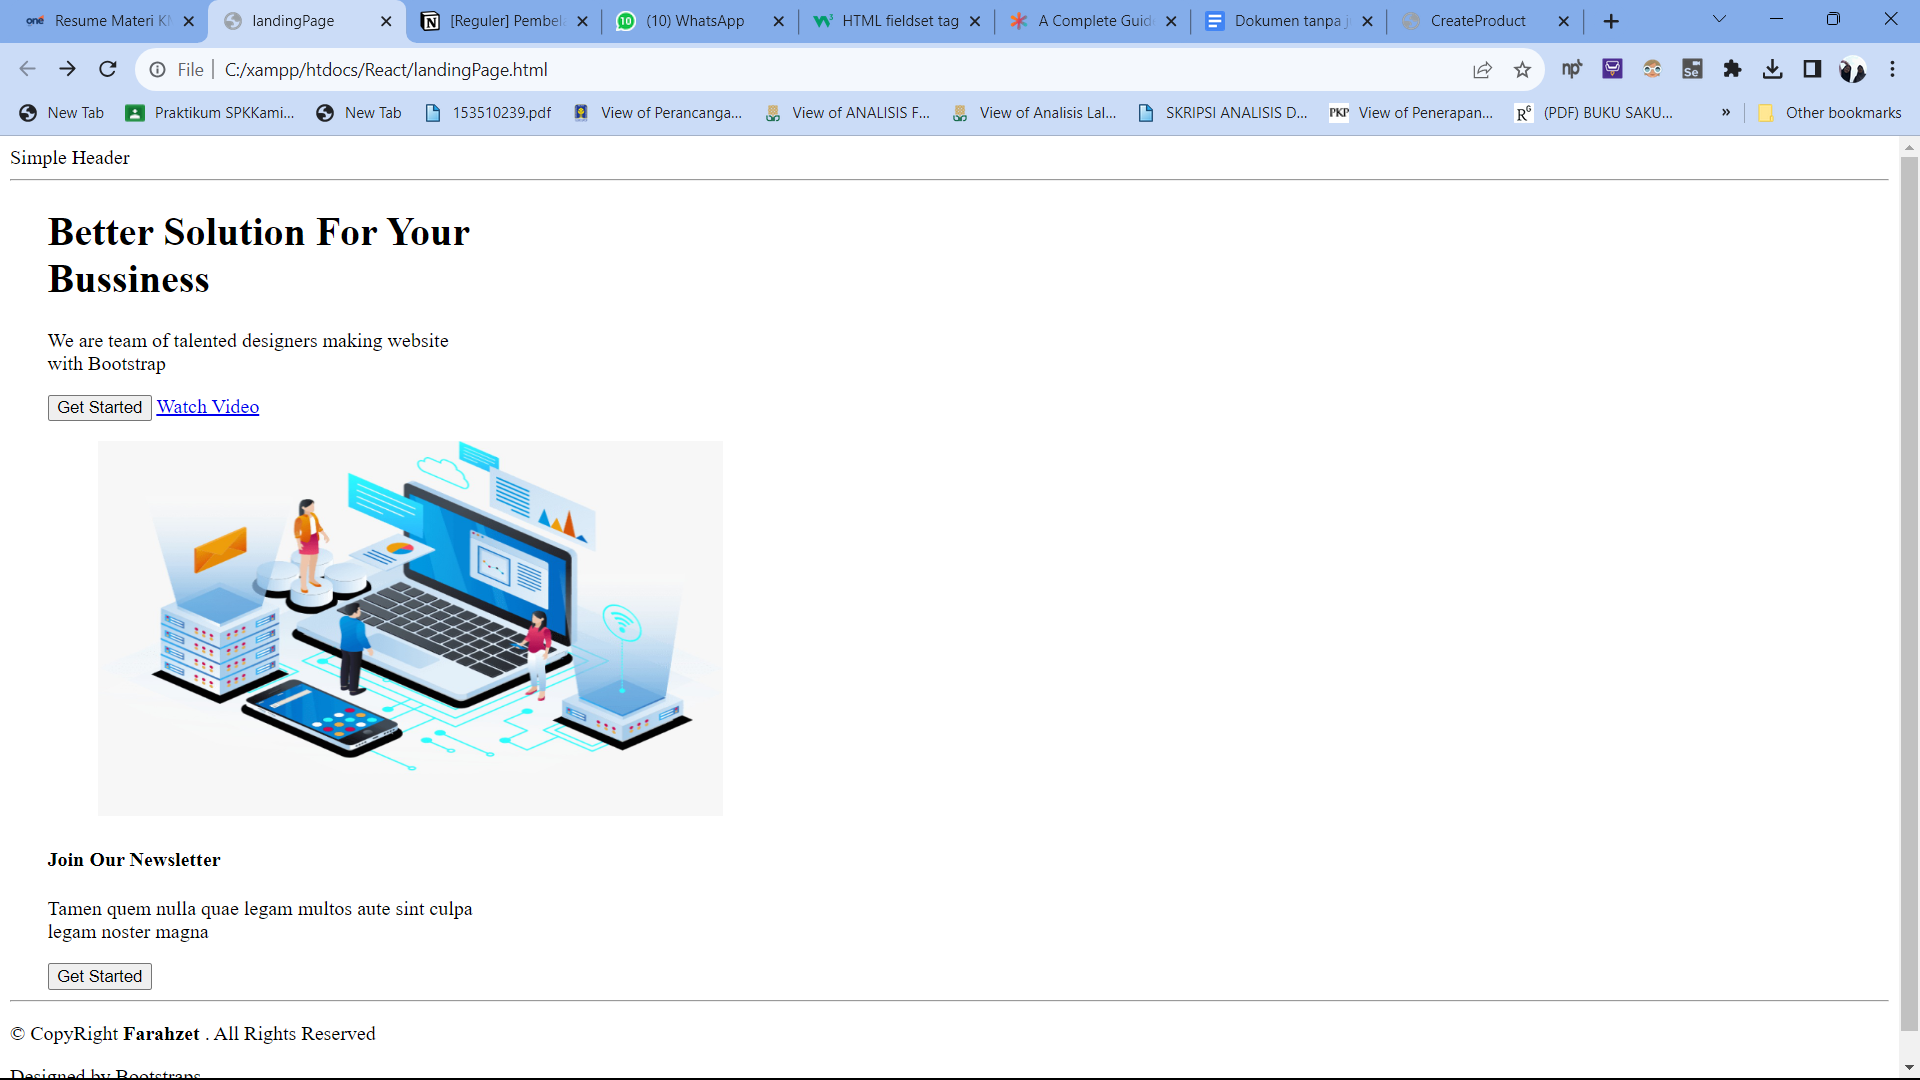 one Resume Materi KM
landingPage
[Reguler] Pembela
10 (10) WhatsApp
HTML fieldset tag
A Complete Guide
Dokumen tanpa j
CreateProduct
File C:/xampp/htdocs/React/landingPage.html
New Tab
Praktikum SPKKami...
New Tab
153510239.pdf
View of Perancanga...
View of ANALISIS F...
View of Analisis Lal...
SKRIPSI ANALISIS D...
PKP View of Penerapan...
RG (PDF) BUKU SAKU...
»
Other bookmarks
Simple Header
Better Solution For Your
Bussiness
We are team of talented designers making website
with Bootstrap
Get Started Watch Video
Join Our Newsletter
Tamen quem nulla quae legam multos aute sint culpa
legam noster magna
Get Started
© CopyRight Farahzet . All Rights Reserved
Designed by Bootstraps